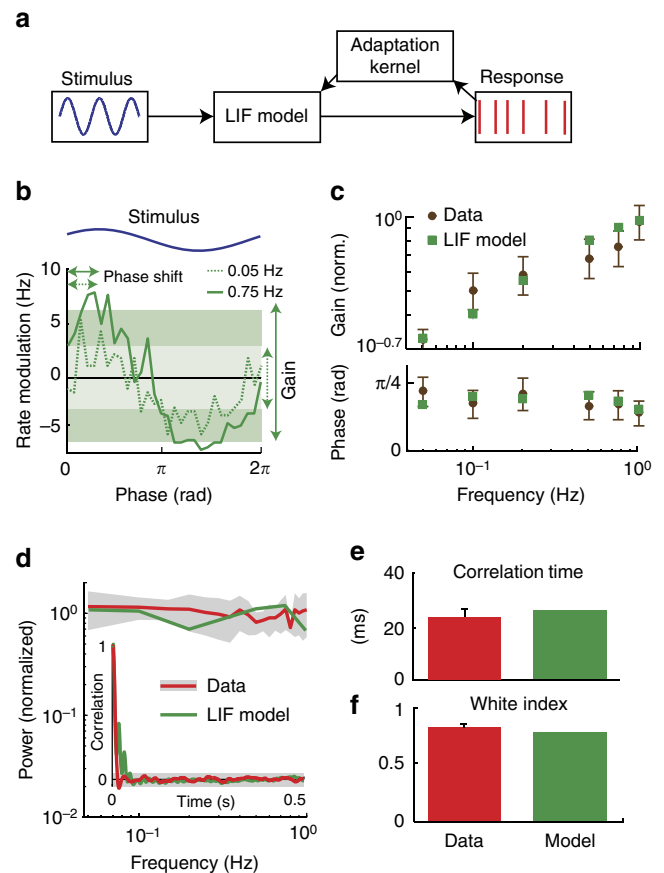 a
Stimulus
LIF model
Adaptation
kernel
Response
b
Stimulus
Rate modulation (Hz)
10
5
0
−5
Phase shift
0.05 Hz
0.75 Hz
Gain
0
π
2π
Phase (rad)
c
Gain (norm.)
10^0
10^−0.7
Data
LIF model
Phase (rad)
π/4
0
10^−1
10^0
Frequency (Hz)
d
Power (normalized)
10^0
10^−1
10^−2
Correlation
1
0
Data
LIF model
0
Time (s)
0.5
10^−1
10^0
Frequency (Hz)
e
Correlation time
(ms)
40
20
0
f
White index
1
0.5
0
Data
Model